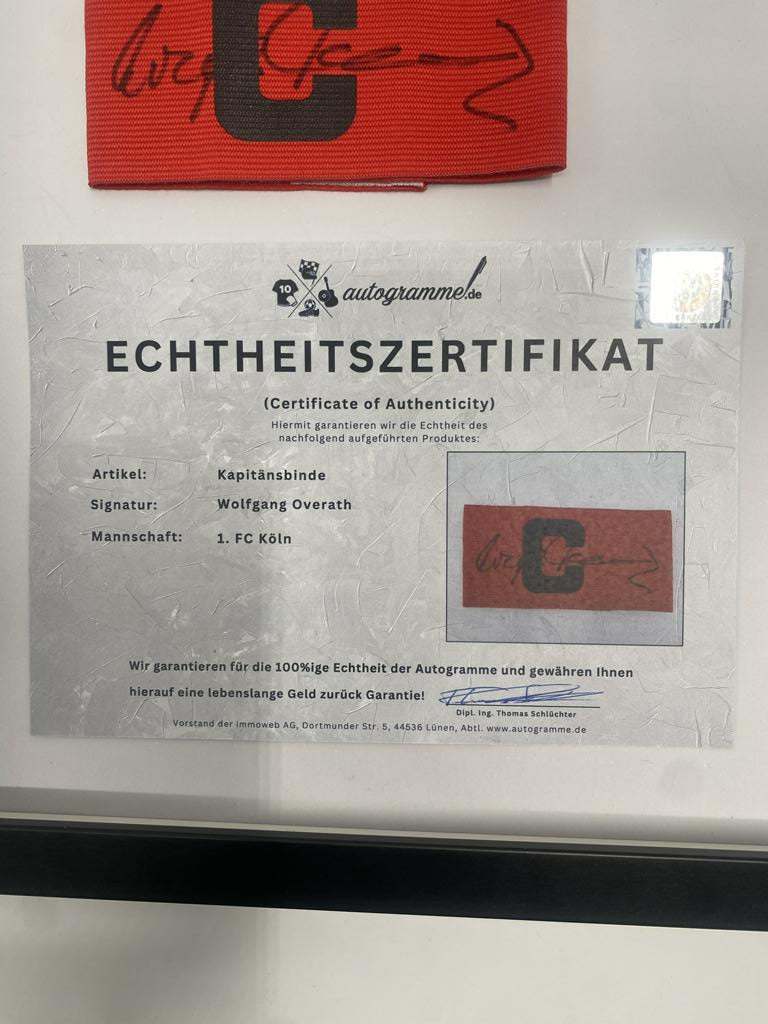 C
10
autogramme.de
ECHTHEITSZERTIFIKAT
(Certificate of Authenticity)
Hiermit garantieren wir die Echtheit des
nachfolgend aufgeführten Produktes:
Artikel: Kapitänsbinde
Signatur: Wolfgang Overath
Mannschaft: 1. FC Köln
C
Wir garantieren für die 100%ige Echtheit der Autogramme und gewähren Ihnen
hierauf eine lebenslange Geld zurück Garantie!
Dipl. Ing. Thomas Schlüchter
Vorstand der immoweb AG, Dortmunder Str. 5, 44536 Lünen, Abtl. www.autogramme.de